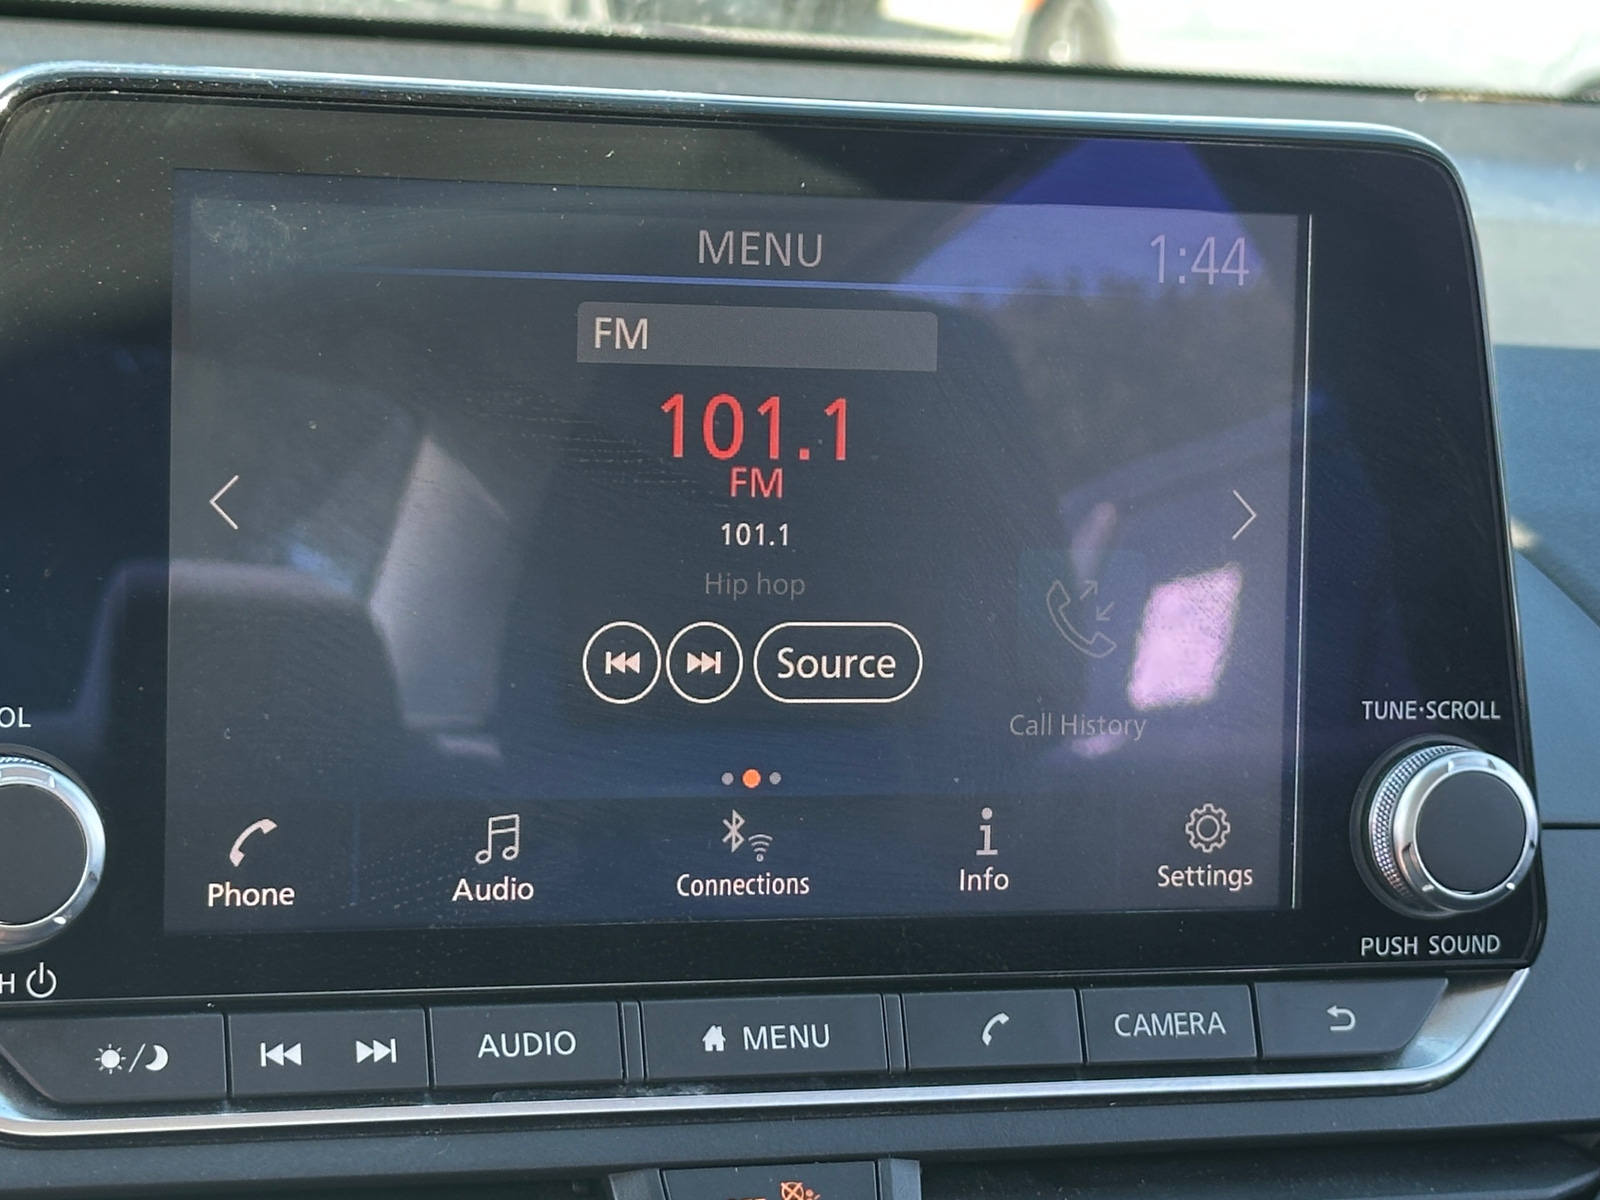 MENU
1:44
FM
101.1
FM
101.1
Hip hop
Source
Call History
Phone
Audio
Connections
Info
Settings
OL
TUNE·SCROLL
H
PUSH SOUND
AUDIO
MENU
CAMERA